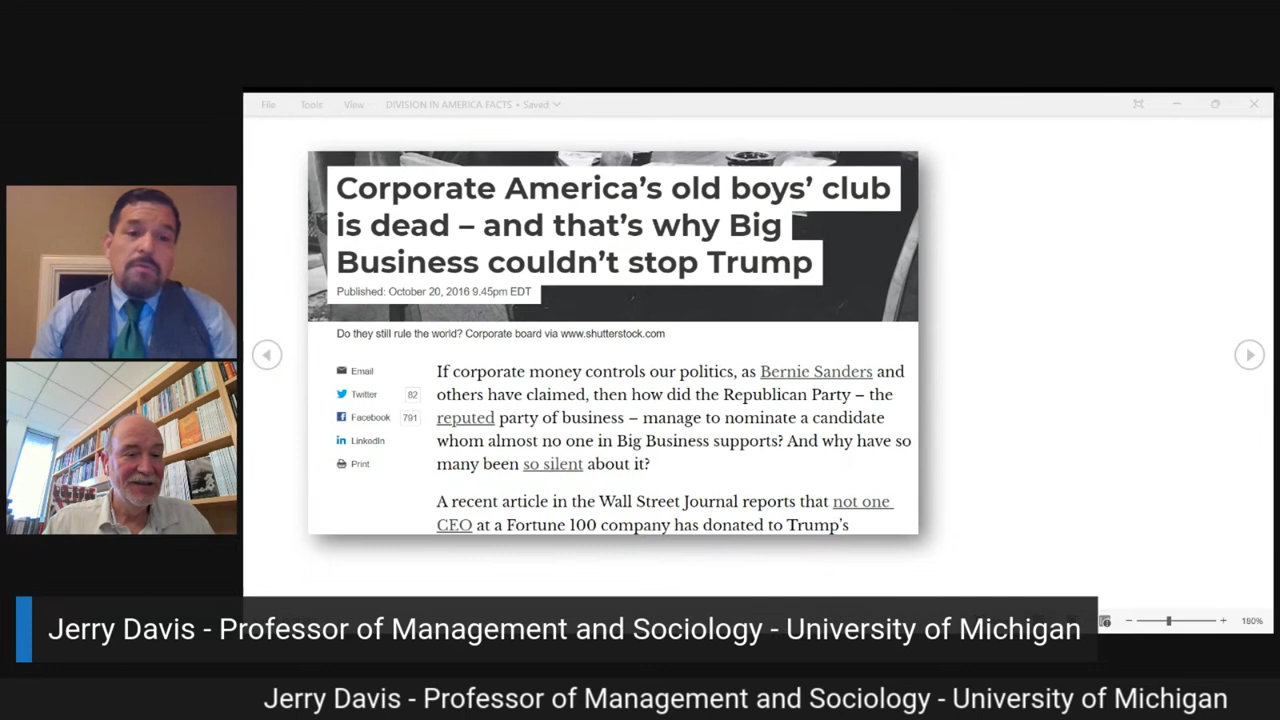 File Tools View DIVISION IN AMERICA FACTS • Saved
Corporate America's old boys' club
is dead – and that's why Big
Business couldn't stop Trump
Published: October 20, 2016 9.45pm EDT
Do they still rule the world? Corporate board via www.shutterstock.com
Email
Twitter 82
Facebook 791
LinkedIn
Print
If corporate money controls our politics, as Bernie Sanders and
others have claimed, then how did the Republican Party – the
reputed party of business – manage to nominate a candidate
whom almost no one in Big Business supports? And why have so
many been so silent about it?
A recent article in the Wall Street Journal reports that not one
CEO at a Fortune 100 company has donated to Trump's
180%
Jerry Davis - Professor of Management and Sociology - University of Michigan
Jerry Davis - Professor of Management and Sociology - University of Michigan